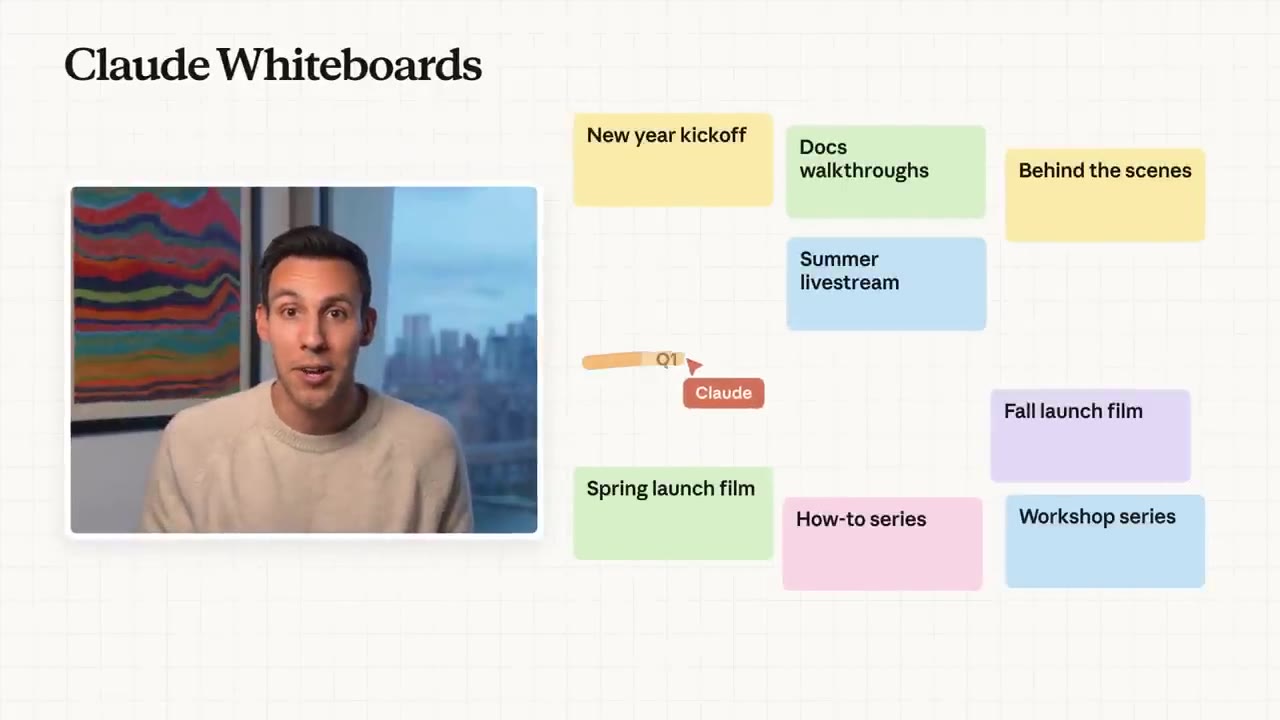 Claude Whiteboards
New year kickoff
Docs
walkthroughs
Behind the scenes
Summer
livestream
Q1
Claude
Fall launch film
Spring launch film
How-to series
Workshop series